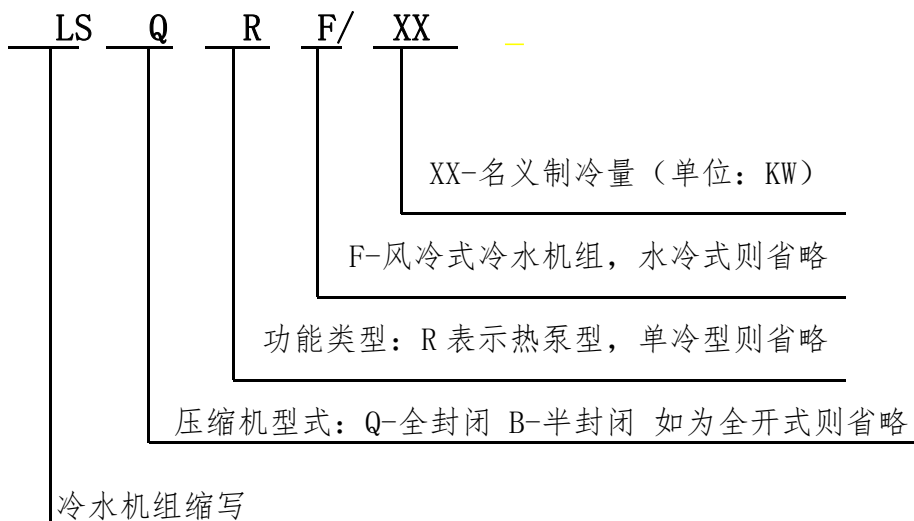 LS Q R F/ XX
XX-名义制冷量（单位：KW）
F-风冷式冷水机组，水冷式则省略
功能类型：R 表示热泵型，单冷型则省略
压缩机型式：Q-全封闭 B-半封闭 如为全开式则省略
冷水机组缩写